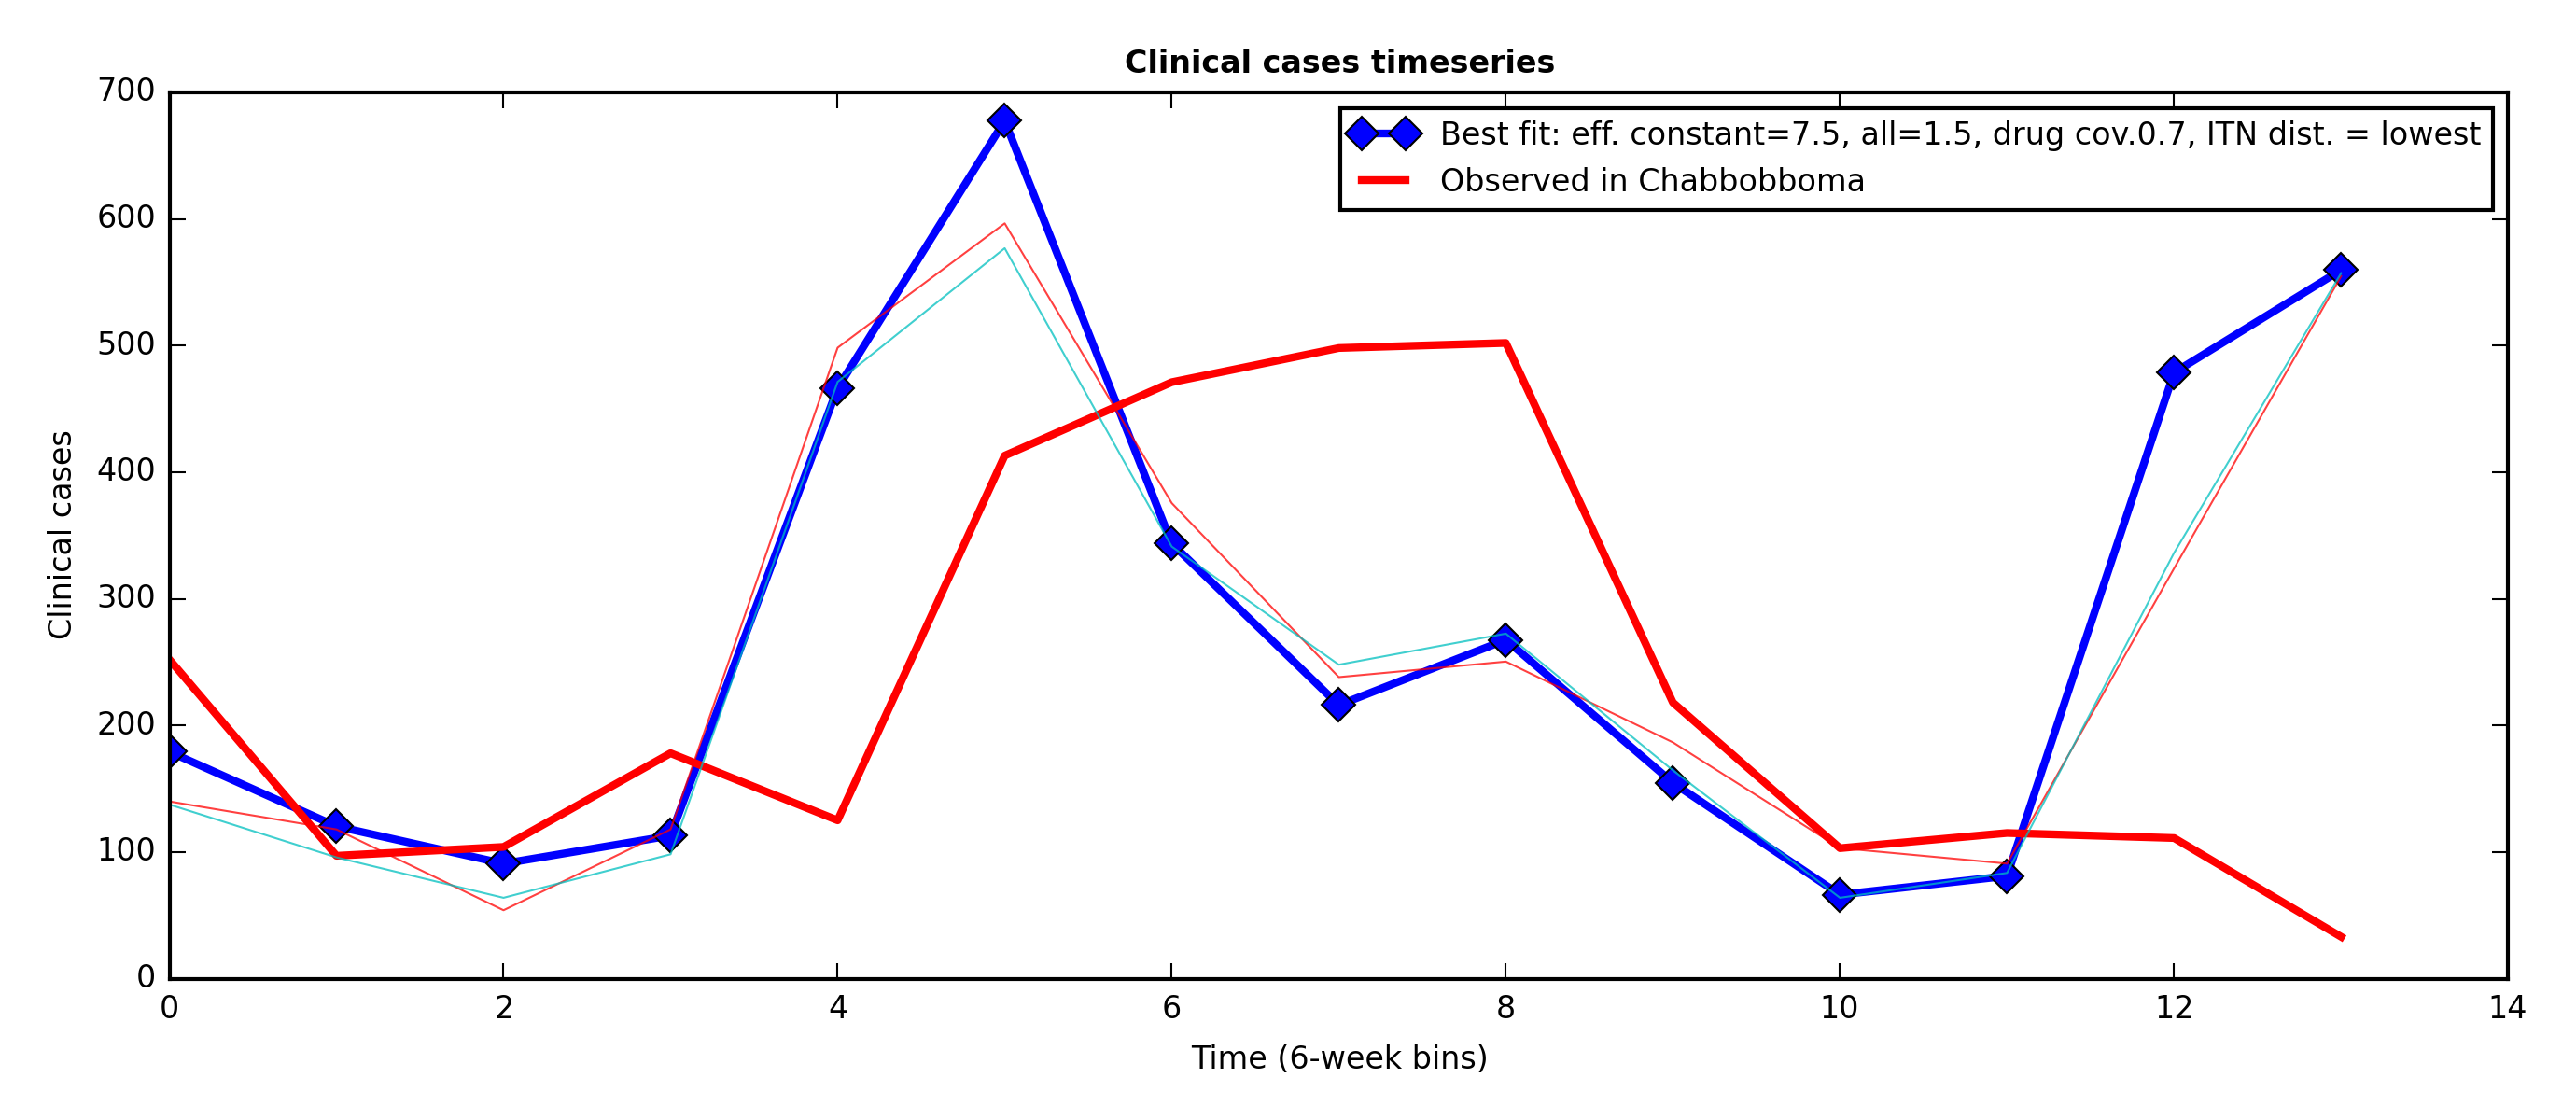 Clinical cases timeseries
700
600
500
400
300
200
100
0
Clinical cases
Best fit: eff. constant=7.5, all=1.5, drug cov.0.7, ITN dist. = lowest
Observed in Chabbobboma
0 2 4 6 8 10 12 14
Time (6-week bins)